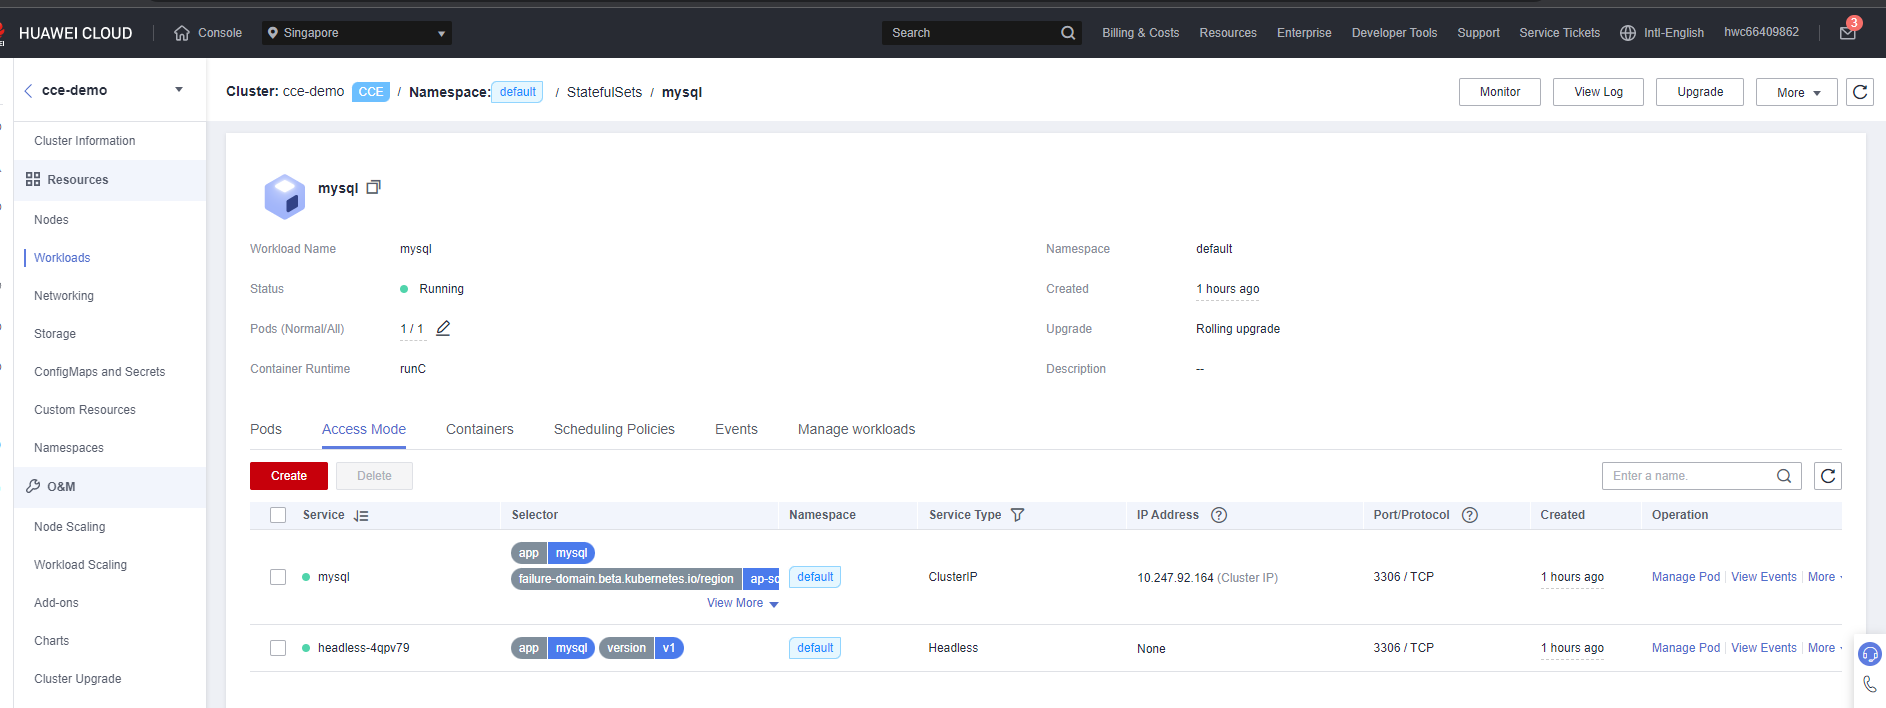 HUAWEI CLOUD Console Singapore Search Billing & Costs Resources Enterprise Developer Tools Support Service Tickets Intl-English hwc66409862 3
cce-demo
Cluster: cce-demo CCE / Namespace: default / StatefulSets / mysql
Monitor View Log Upgrade More
Cluster Information
Resources
Nodes
Workloads
Networking
Storage
ConfigMaps and Secrets
Custom Resources
Namespaces
O&M
Node Scaling
Workload Scaling
Add-ons
Charts
Cluster Upgrade
mysql
Workload Name mysql
Namespace default
Status Running
Created 1 hours ago
Pods (Normal/All) 1 / 1
Upgrade Rolling upgrade
Container Runtime runC
Description --
Pods Access Mode Containers Scheduling Policies Events Manage workloads
Create Delete
Enter a name.
Service Selector Namespace Service Type IP Address Port/Protocol Created Operation
app mysql
failure-domain.beta.kubernetes.io/region ap-so
View More
mysql default ClusterIP 10.247.92.164 (Cluster IP) 3306 / TCP 1 hours ago Manage Pod View Events More
headless-4qpv79 app mysql version v1 default Headless None 3306 / TCP 1 hours ago Manage Pod View Events More